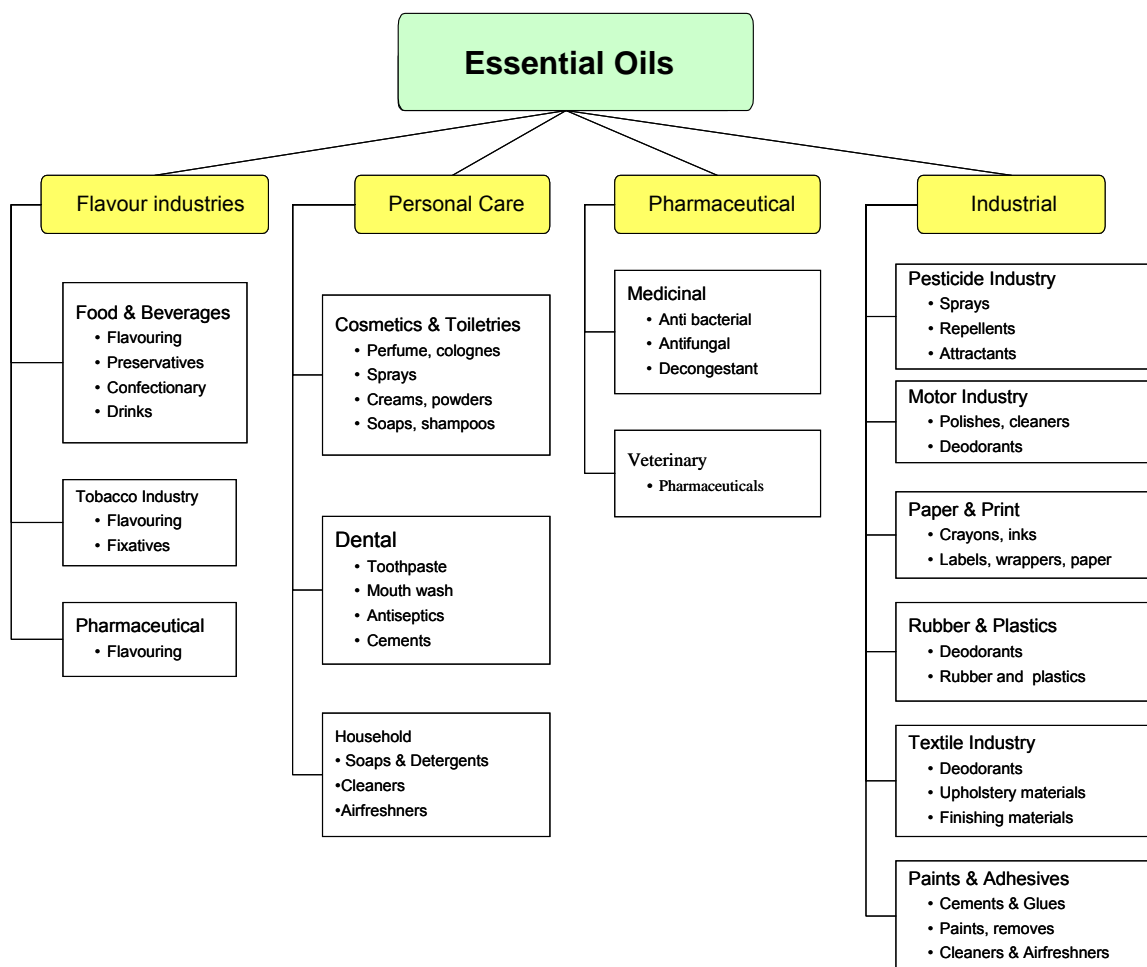 Essential Oils
Flavour industries
Food & Beverages
• Flavouring
• Preservatives
• Confectionary
• Drinks
Tobacco Industry
• Flavouring
• Fixatives
Pharmaceutical
• Flavouring
Personal Care
Cosmetics & Toiletries
• Perfume, colognes
• Sprays
• Creams, powders
• Soaps, shampoos
Dental
• Toothpaste
• Mouth wash
• Antiseptics
• Cements
Household
• Soaps & Detergents
•Cleaners
•Airfreshners
Pharmaceutical
Medicinal
• Anti bacterial
• Antifungal
• Decongestant
Veterinary
• Pharmaceuticals
Industrial
Pesticide Industry
• Sprays
• Repellents
• Attractants
Motor Industry
• Polishes, cleaners
• Deodorants
Paper & Print
• Crayons, inks
• Labels, wrappers, paper
Rubber & Plastics
• Deodorants
• Rubber and plastics
Textile Industry
• Deodorants
• Upholstery materials
• Finishing materials
Paints & Adhesives
• Cements & Glues
• Paints, removes
• Cleaners & Airfreshners